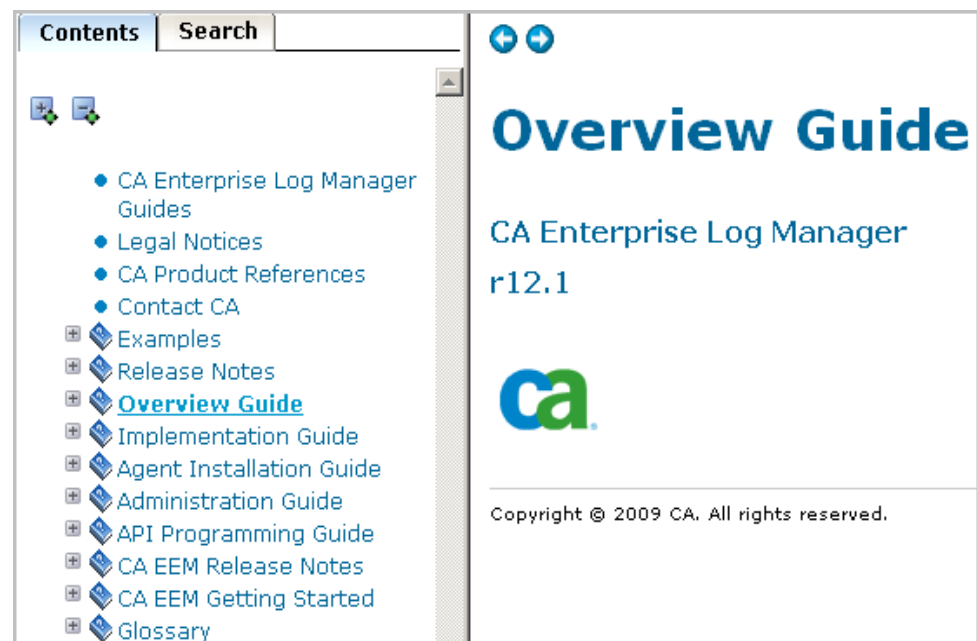 Contents
Search
CA Enterprise Log Manager
Guides
Legal Notices
CA Product References
Contact CA
Examples
Release Notes
Overview Guide
Implementation Guide
Agent Installation Guide
Administration Guide
API Programming Guide
CA EEM Release Notes
CA EEM Getting Started
Glossary
Overview Guide
CA Enterprise Log Manager
r12.1
ca
Copyright © 2009 CA. All rights reserved.